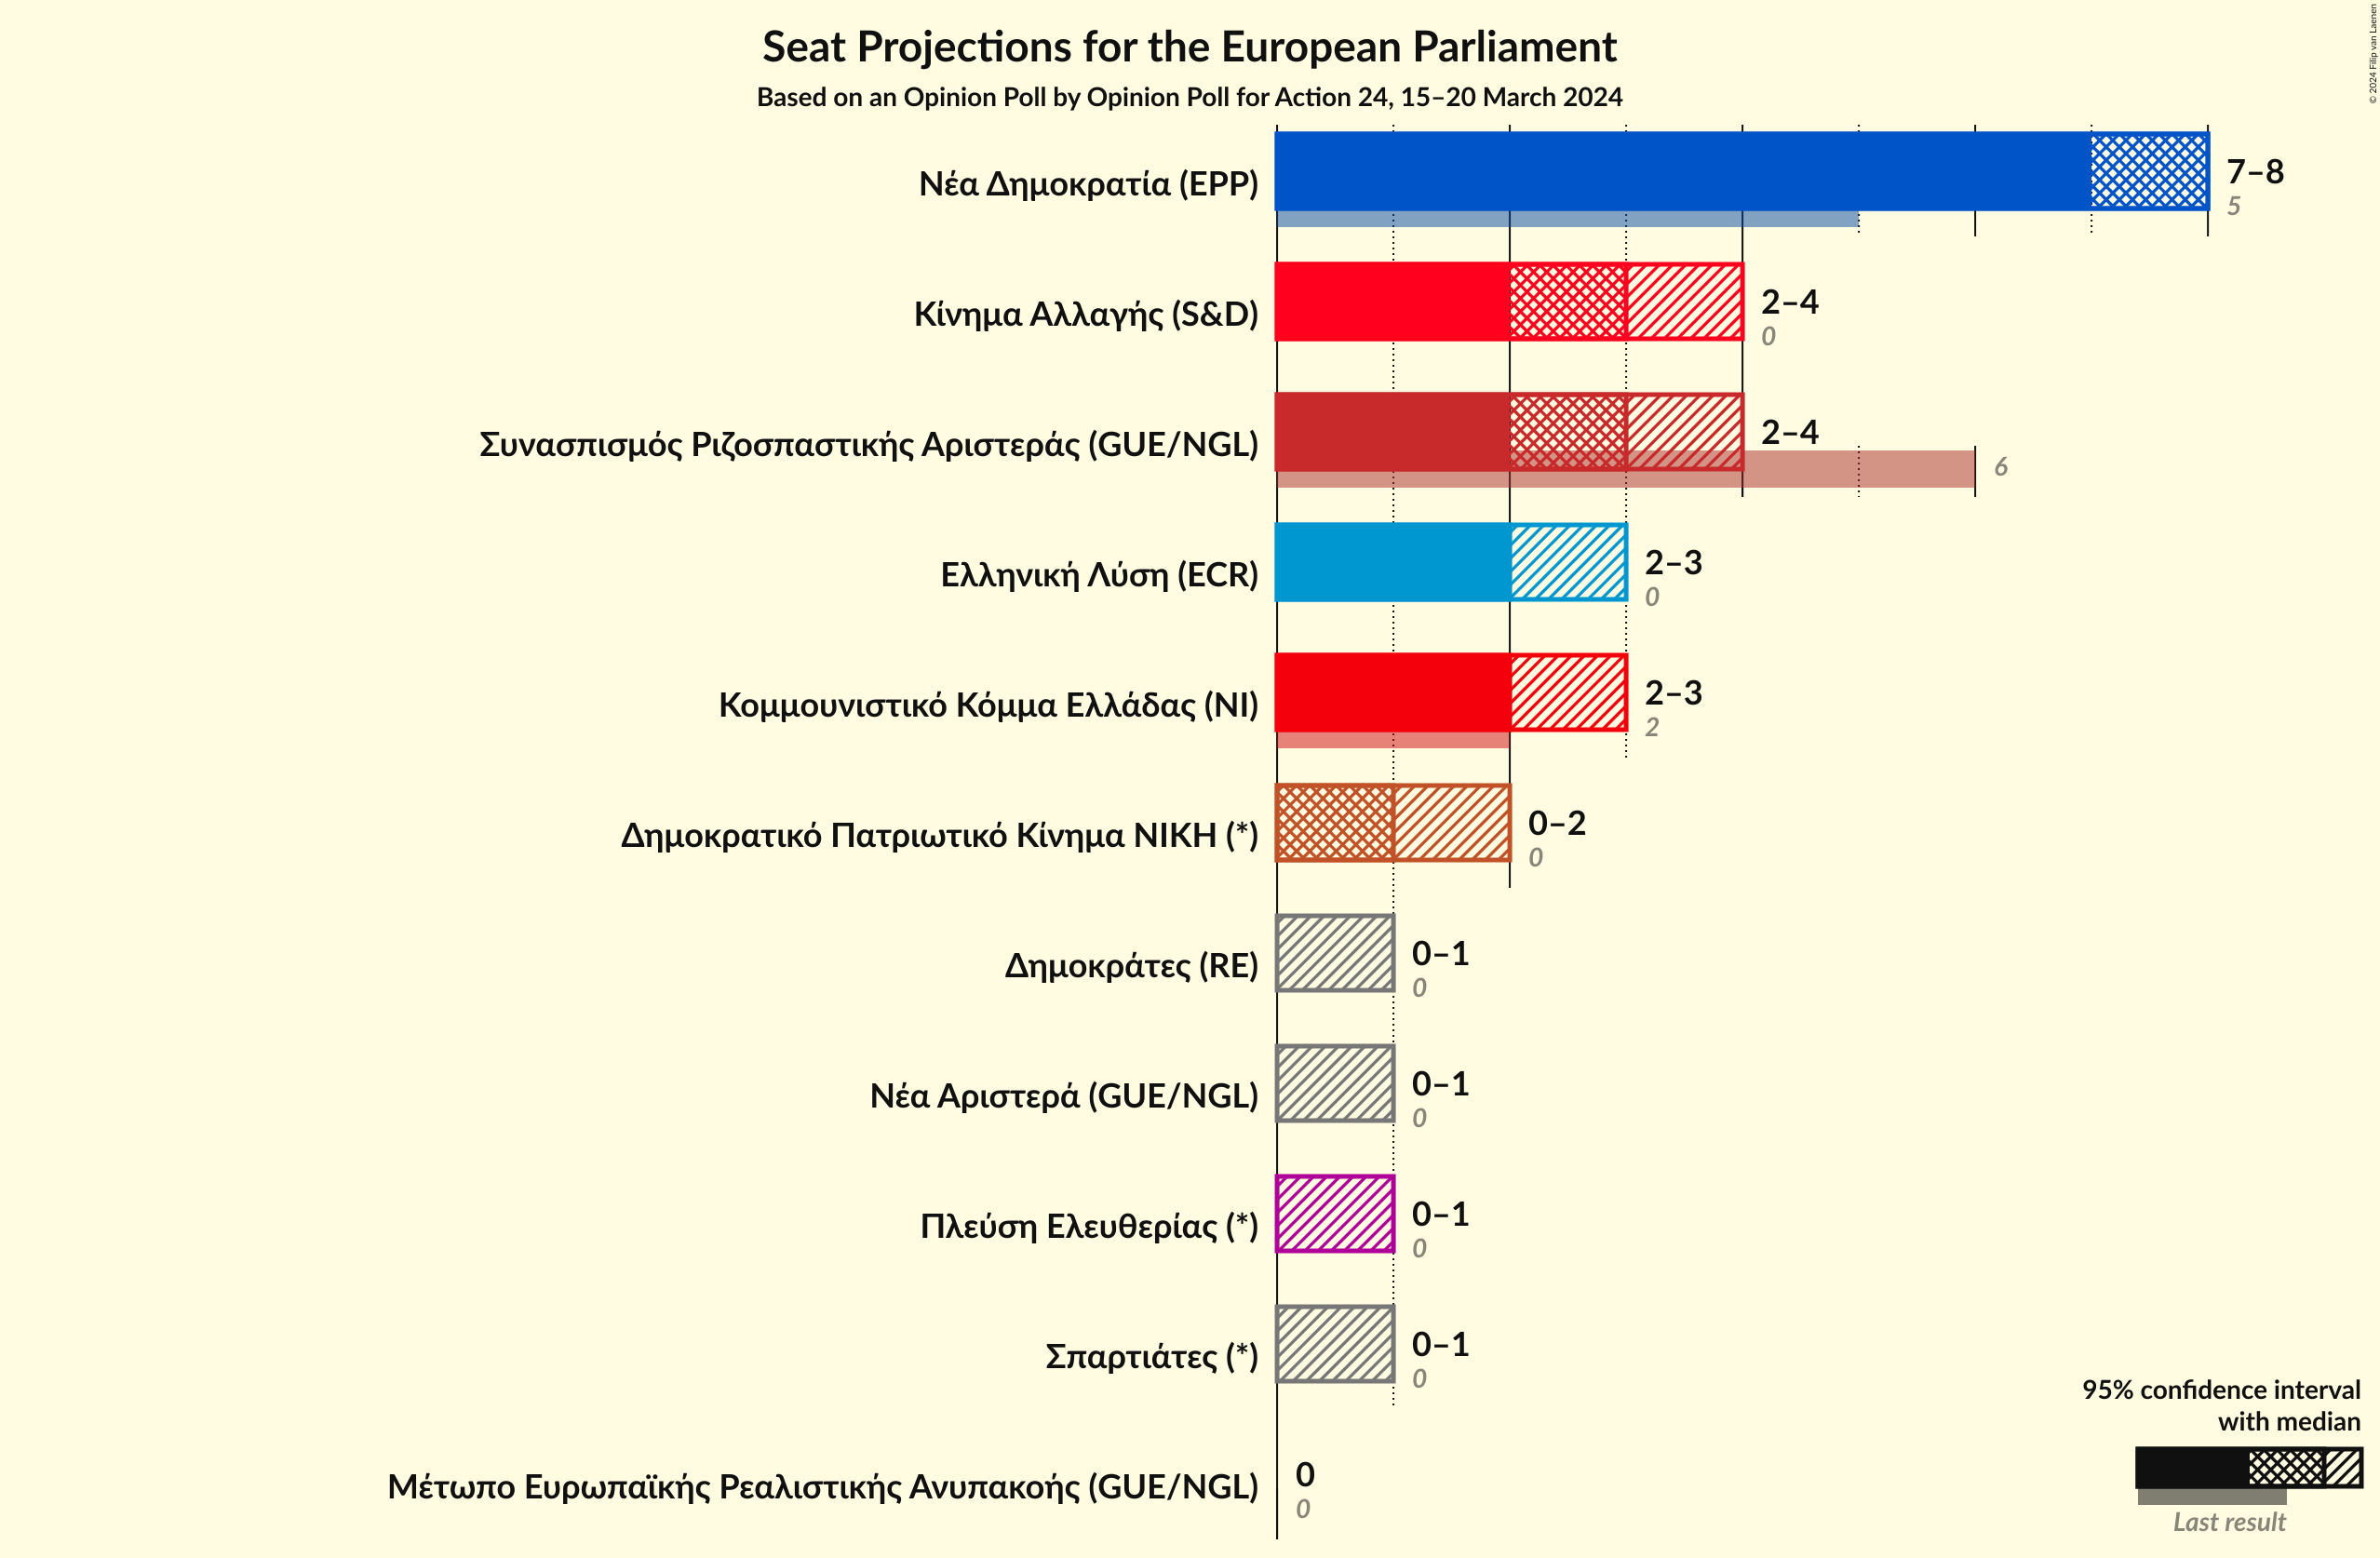 © 2024 Filip van Laenen
Seat Projections for the European Parliament
Based on an Opinion Poll by Opinion Poll for Action 24, 15–20 March 2024
Νέα Δημοκρατία (EPP)
7–8
5
Κίνημα Αλλαγής (S&D)
2–4
0
Συνασπισμός Ριζοσπαστικής Αριστεράς (GUE/NGL)
2–4
6
Ελληνική Λύση (ECR)
2–3
0
Κομμουνιστικό Κόμμα Ελλάδας (NI)
2–3
2
Δημοκρατικό Πατριωτικό Κίνημα ΝΙΚΗ (*)
0–2
0
Δημοκράτες (RE)
0–1
0
Νέα Αριστερά (GUE/NGL)
0–1
0
Πλεύση Ελευθερίας (*)
0–1
0
Σπαρτιάτες (*)
0–1
0
Μέτωπο Ευρωπαϊκής Ρεαλιστικής Ανυπακοής (GUE/NGL)
0
0
95% confidence interval
with median
Last result